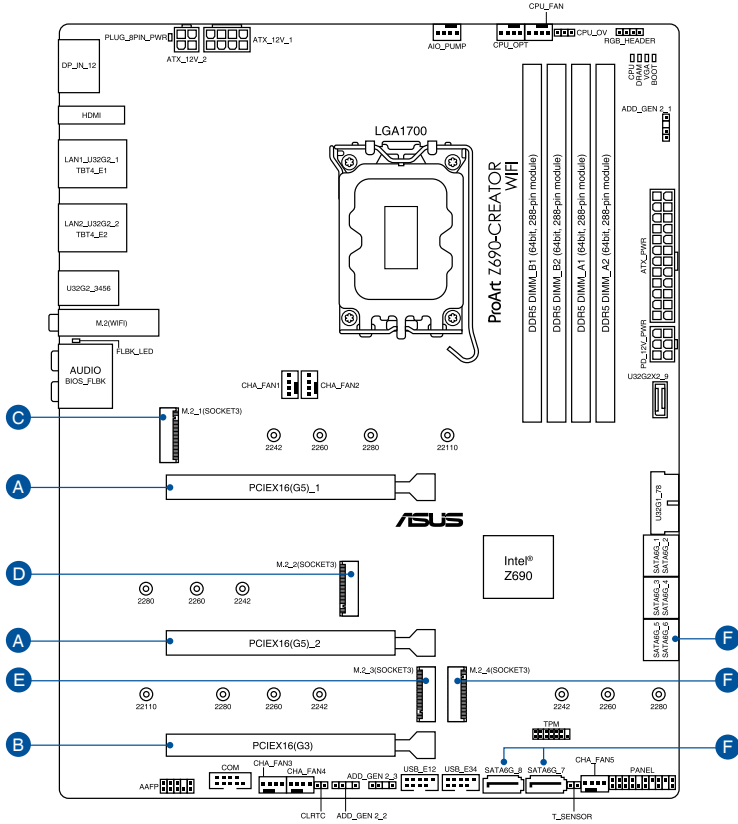 CPU_FAN
PLUG_8PIN_PWR
ATX_12V_2
ATX_12V_1
AIO_PUMP
CPU_OPT
CPU_OV
RGB_HEADER
DP_IN_12
CPU
DRAM
VGA
BOOT
HDMI
ADD_GEN 2_1
LGA1700
LAN1_U32G2_1
TBT4_E1
LAN2_U32G2_2
TBT4_E2
ProArt Z690-CREATOR
WIFI
DDR5 DIMM_B1 (64bit, 288-pin module)
DDR5 DIMM_B2 (64bit, 288-pin module)
DDR5 DIMM_A1 (64bit, 288-pin module)
DDR5 DIMM_A2 (64bit, 288-pin module)
ATX_PWR
U32G2_3456
M.2(WIFI)
PD_12V_PWR
FLBK_LED
AUDIO
BIOS_FLBK
CHA_FAN1
CHA_FAN2
U32G2X2_9
C
M.2_1(SOCKET3)
2242
2260
2280
22110
A
PCIEX16(G5)_1
U32G1_78
ASUS
Intel®
Z690
SATA6G_1
SATA6G_2
D
M.2_2(SOCKET3)
2280
2260
2242
SATA6G_3
SATA6G_4
A
PCIEX16(G5)_2
SATA6G_5
SATA6G_6
F
E
M.2_3(SOCKET3)
M.2_4(SOCKET3)
F
22110
2280
2260
2242
2242
2260
2280
B
PCIEX16(G3)
TPM
F
COM
CHA_FAN3
CHA_FAN4
ADD_GEN 2_3
USB_E12
USB_E34
SATA6G_8
SATA6G_7
CHA_FAN5
PANEL
AAFP
CLRTC
ADD_GEN 2_2
T_SENSOR